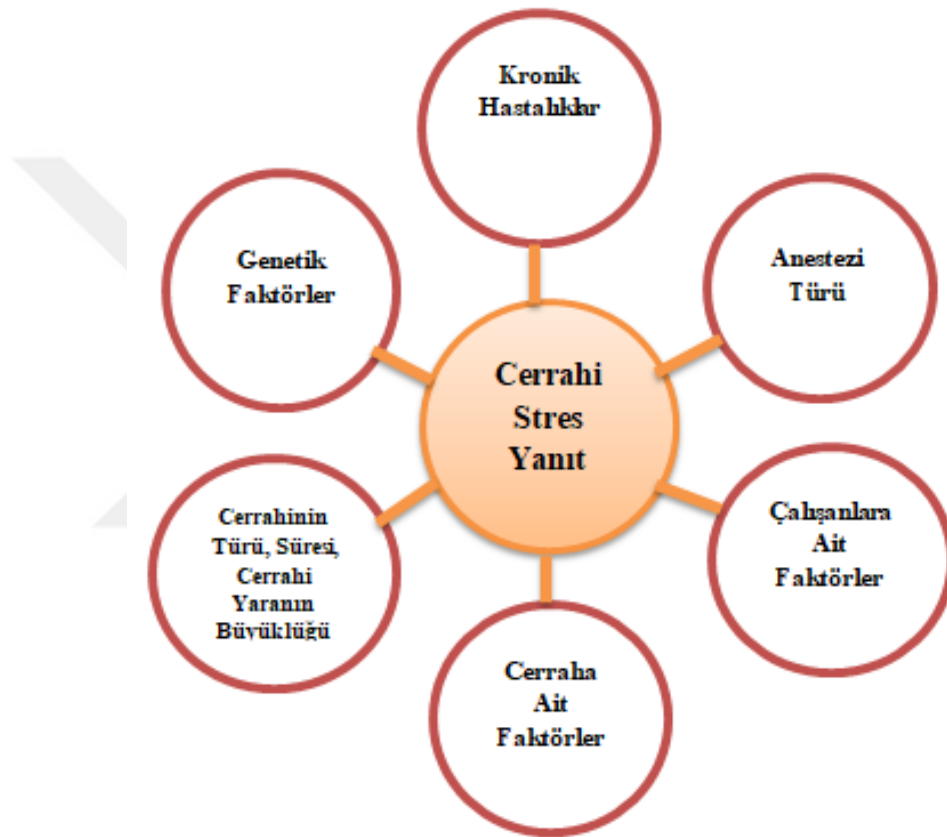 Kronik
Hastalıklar
Genetik
Faktörler
Anestezi
Türü
Cerrahi
Stres
Yanıt
Cerrahinin
Türü, Süresi,
Cerrahi
Yaranın
Büyüklüğü
Çalışanlara
Ait
Faktörler
Cerraha
Ait
Faktörler